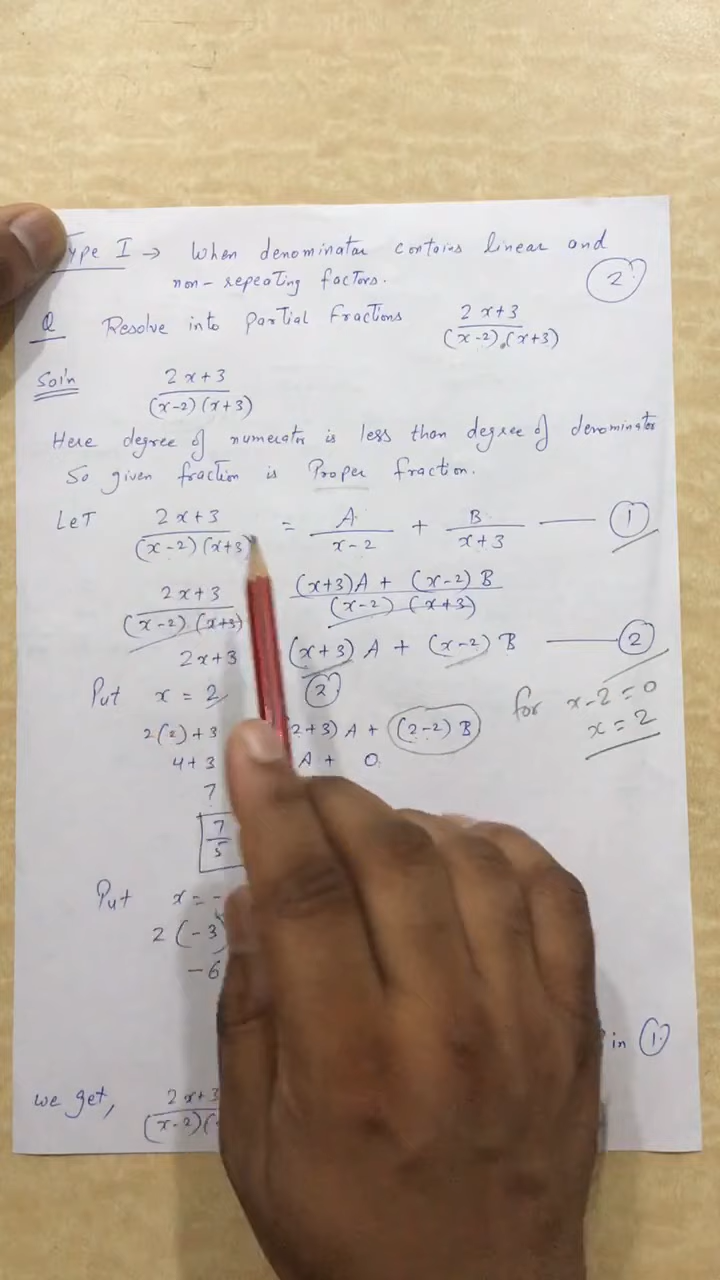 Type I → When denominator contains linear and
non-repeating factors. (2)
Q Resolve into Partial Fractions (2x+3)/((x-2).(x+3))
Sol'n (2x+3)/((x-2)(x+3))
Here degree of numerator is less than degree of denominator
So given fraction is Proper fraction.
LeT (2x+3)/((x-2)(x+3)) = A/(x-2) + B/(x+3) — (1)
(2x+3)/((x-2)(x+3)) ((x+3)A + (x-2)B)/((x-2)(x+3))
2x+3 (x+3)A + (x-2)B — (2)
Put x = 2 (2) for x-2=0
x=2
2(2)+3 2+3)A + (2-2)B
4+3 A + 0
7
7/5
Put x = -
2(-3)
-6
in (1)
we get, 2x+3/((x-2)(